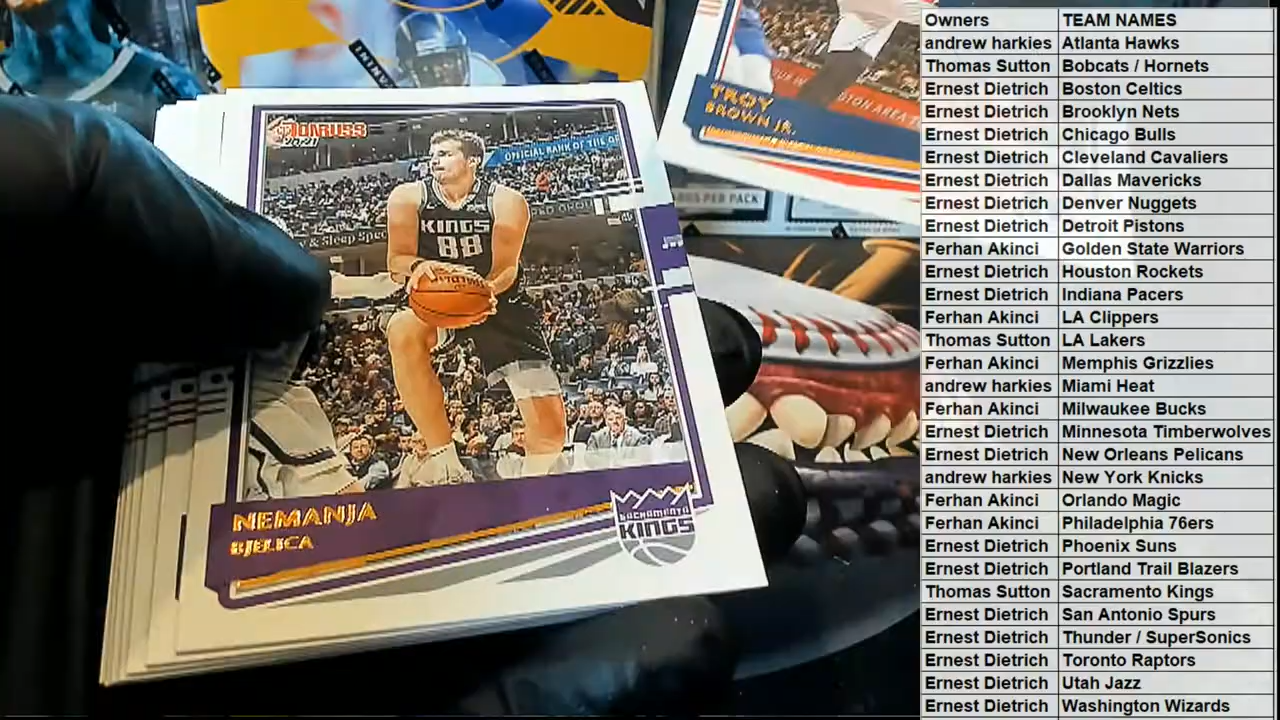 DONRUSS
20-21
OFFICIAL BANK OF THE
KINGS
88
& Sleep Spec
NEMANJA
BJELICA
SACRAMENTO
KINGS
TROY
BROWN JR.
PER PACK
Owners TEAM NAMES
andrew harkies Atlanta Hawks
Thomas Sutton Bobcats / Hornets
Ernest Dietrich Boston Celtics
Ernest Dietrich Brooklyn Nets
Ernest Dietrich Chicago Bulls
Ernest Dietrich Cleveland Cavaliers
Ernest Dietrich Dallas Mavericks
Ernest Dietrich Denver Nuggets
Ernest Dietrich Detroit Pistons
Ferhan Akinci Golden State Warriors
Ernest Dietrich Houston Rockets
Ernest Dietrich Indiana Pacers
Ferhan Akinci LA Clippers
Thomas Sutton LA Lakers
Ferhan Akinci Memphis Grizzlies
andrew harkies Miami Heat
Ferhan Akinci Milwaukee Bucks
Ernest Dietrich Minnesota Timberwolves
Ernest Dietrich New Orleans Pelicans
andrew harkies New York Knicks
Ferhan Akinci Orlando Magic
Ferhan Akinci Philadelphia 76ers
Ernest Dietrich Phoenix Suns
Ernest Dietrich Portland Trail Blazers
Thomas Sutton Sacramento Kings
Ernest Dietrich San Antonio Spurs
Ernest Dietrich Thunder / SuperSonics
Ernest Dietrich Toronto Raptors
Ernest Dietrich Utah Jazz
Ernest Dietrich Washington Wizards